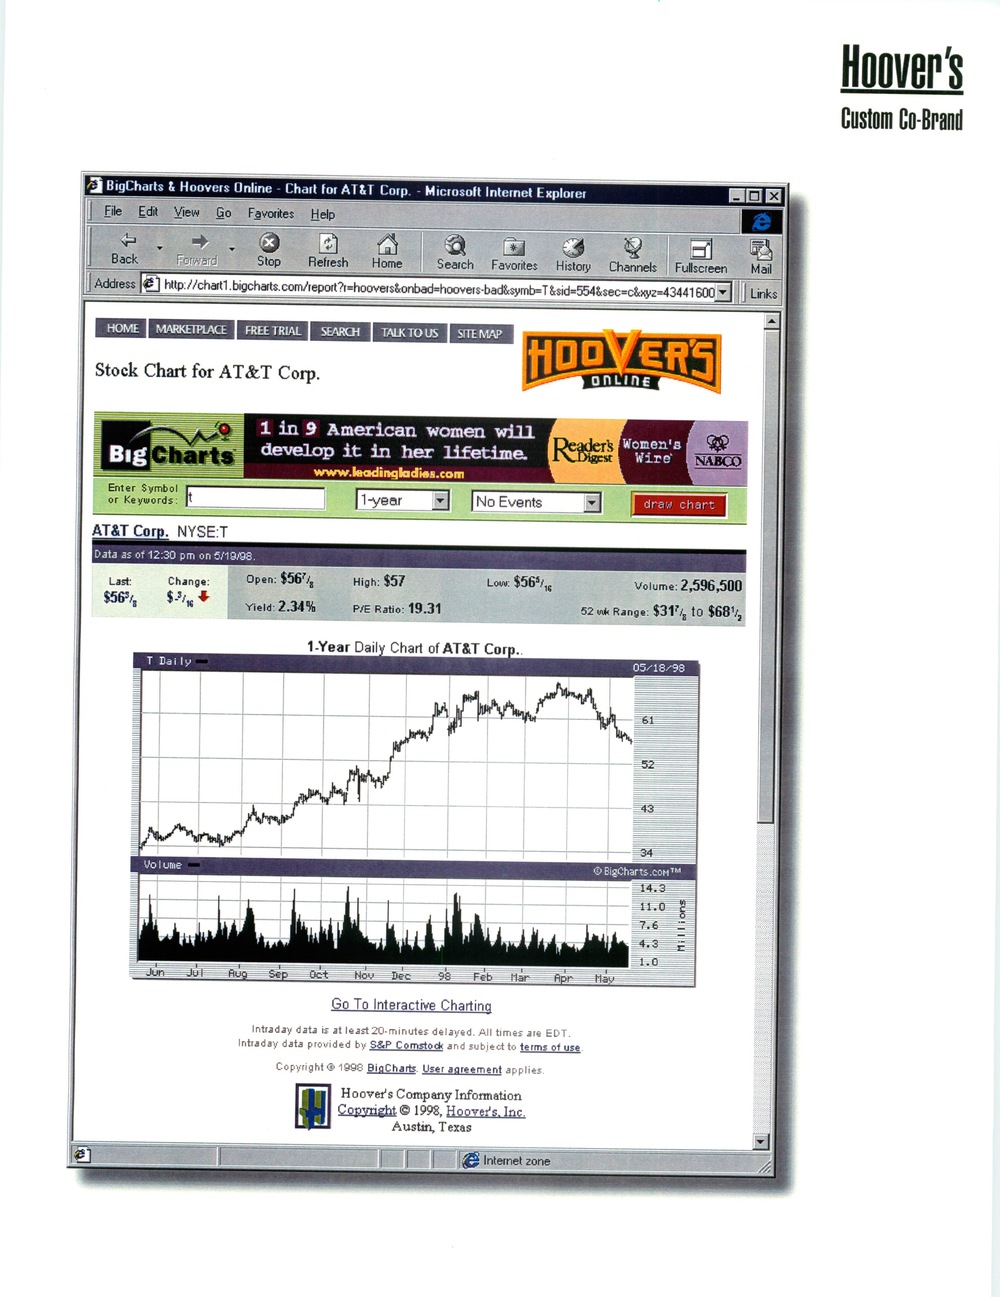 Hoover's
Custom Co-Brand
BigCharts & Hoovers Online - Chart for AT&T Corp. - Microsoft Internet Explorer
File Edit View Go Favorites Help
Back Forward Stop Refresh Home Search Favorites History Channels Fullscreen Mail
Address http://chart1.bigcharts.com/report?r=hoovers&onbad=hoovers-bad&symb=T&sid=554&sec=c&xyz=43441600 Links
HOME MARKETPLACE FREE TRIAL SEARCH TALK TO US SITE MAP
HOOVER'S
ONLINE
Stock Chart for AT&T Corp.
BigCharts
1 in 9 American women will
develop it in her lifetime.
www.leadingladies.com
Reader's
Digest
Women's
Wire
NABCO
Enter Symbol
or Keywords: t 1-year No Events draw chart
AT&T Corp. NYSE:T
Data as of 12:30 pm on 5/19/98.
Last: Change: Open: $56 7/8 High: $57 Low: $56 5/16 Volume: 2,596,500
$56 3/8 $-3/16 Yield: 2.34% P/E Ratio: 19.31 52 wk Range: $31 7/8 to $68 1/2
1-Year Daily Chart of AT&T Corp.
T Daily 05/18/98
61
52
43
34
Volume © BigCharts.com™
14.3
11.0
7.6
4.3
1.0
Millions
Jun Jul Aug Sep Oct Nov Dec 98 Feb Mar Apr May
Go To Interactive Charting
Intraday data is at least 20-minutes delayed. All times are EDT.
Intraday data provided by S&P Comstock and subject to terms of use.
Copyright © 1998 BigCharts. User agreement applies.
Hoover's Company Information
Copyright © 1998, Hoover's, Inc.
Austin, Texas
Internet zone